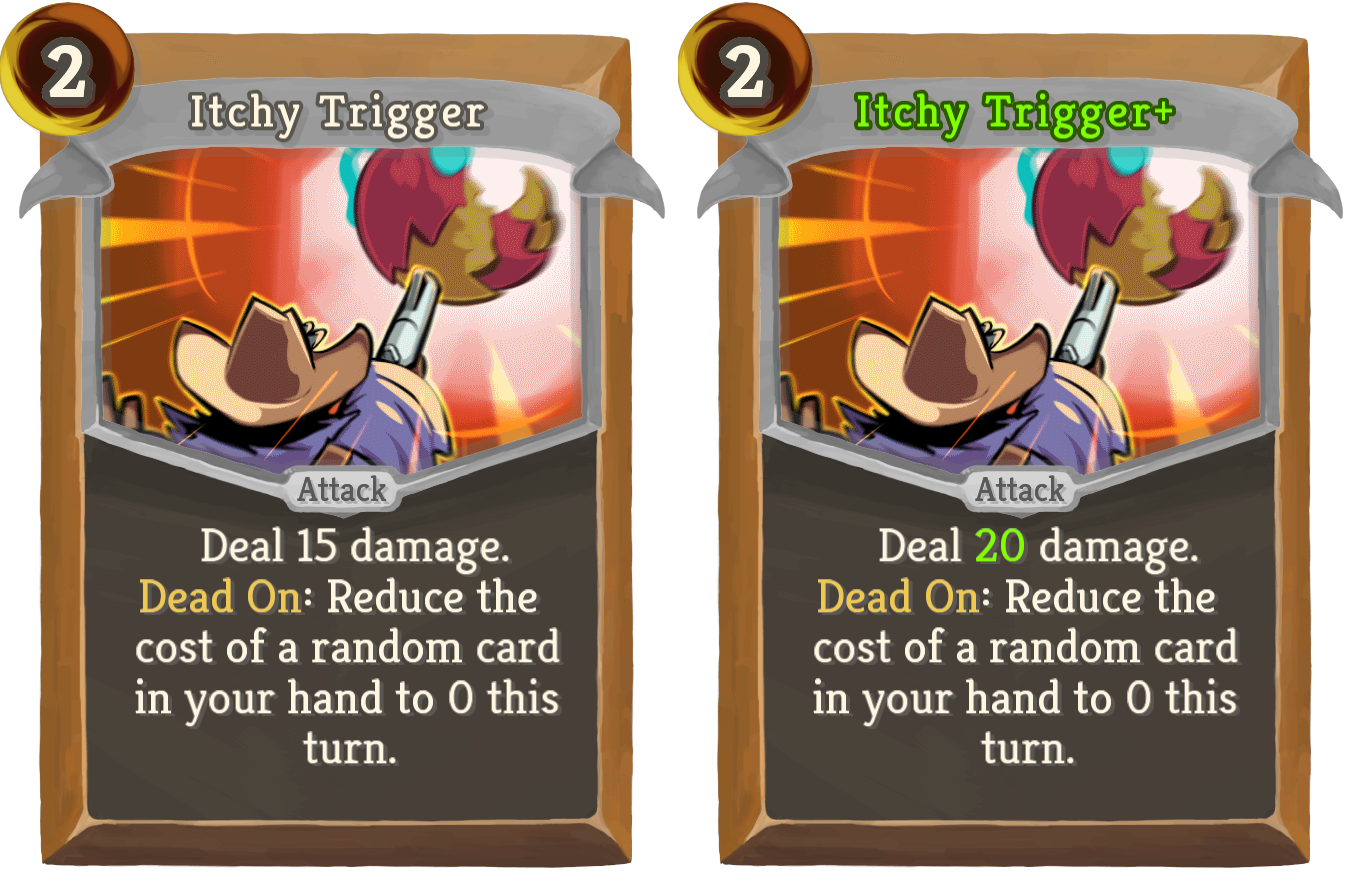 2
Itchy Trigger
Attack
Deal 15 damage.
Dead On: Reduce the
cost of a random card
in your hand to 0 this
turn.
2
Itchy Trigger+
Attack
Deal 20 damage.
Dead On: Reduce the
cost of a random card
in your hand to 0 this
turn.